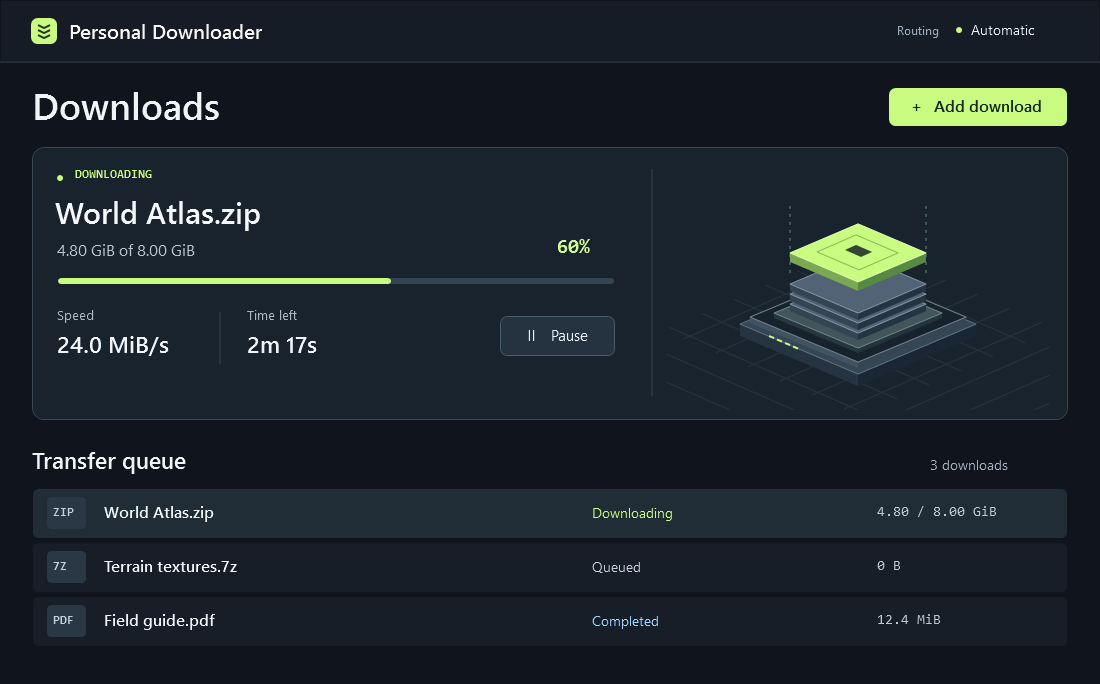 Personal Downloader
Routing
Automatic
Downloads
+ Add download
DOWNLOADING
World Atlas.zip
4.80 GiB of 8.00 GiB
60%
Speed
24.0 MiB/s
Time left
2m 17s
Pause
Transfer queue
3 downloads
ZIP World Atlas.zip Downloading 4.80 / 8.00 GiB
7Z Terrain textures.7z Queued 0 B
PDF Field guide.pdf Completed 12.4 MiB